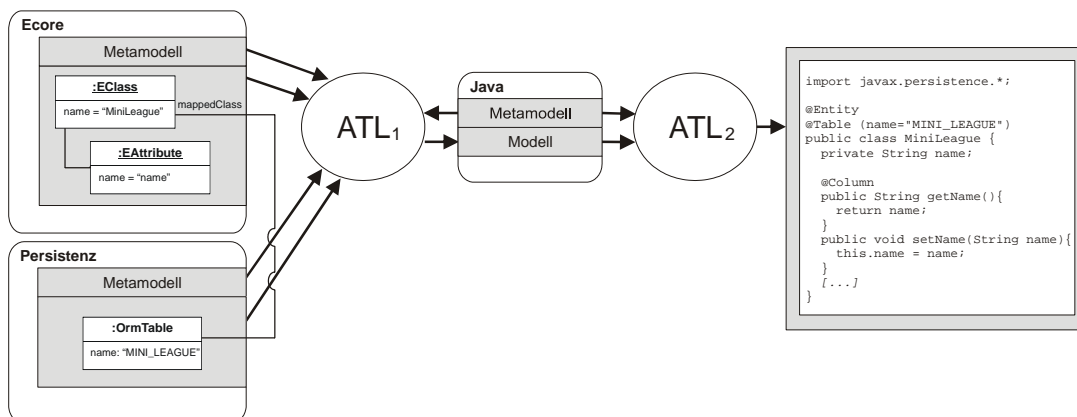 Ecore
Metamodell
:EClass
name = “MiniLeague”
mappedClass
:EAttribute
name = “name”
Persistenz
Metamodell
:OrmTable
name: “MINI_LEAGUE”
ATL1
Java
Metamodell
Modell
ATL2
import javax.persistence.*;
@Entity
@Table (name="MINI_LEAGUE")
public class MiniLeague {
private String name;
@Column
public String getName(){
return name;
}
public void setName(String name){
this.name = name;
}
[...]
}